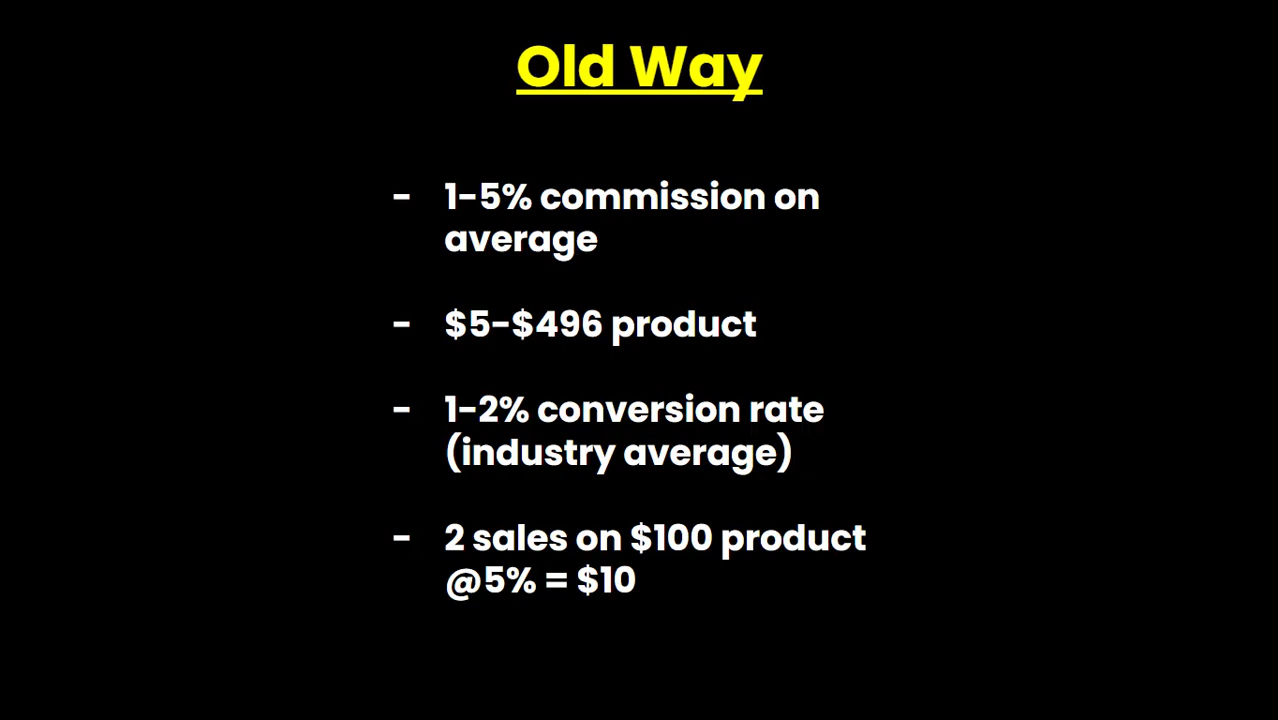 Old Way
- 1-5% commission on
average
- $5-$496 product
- 1-2% conversion rate
(industry average)
- 2 sales on $100 product
@5% = $10